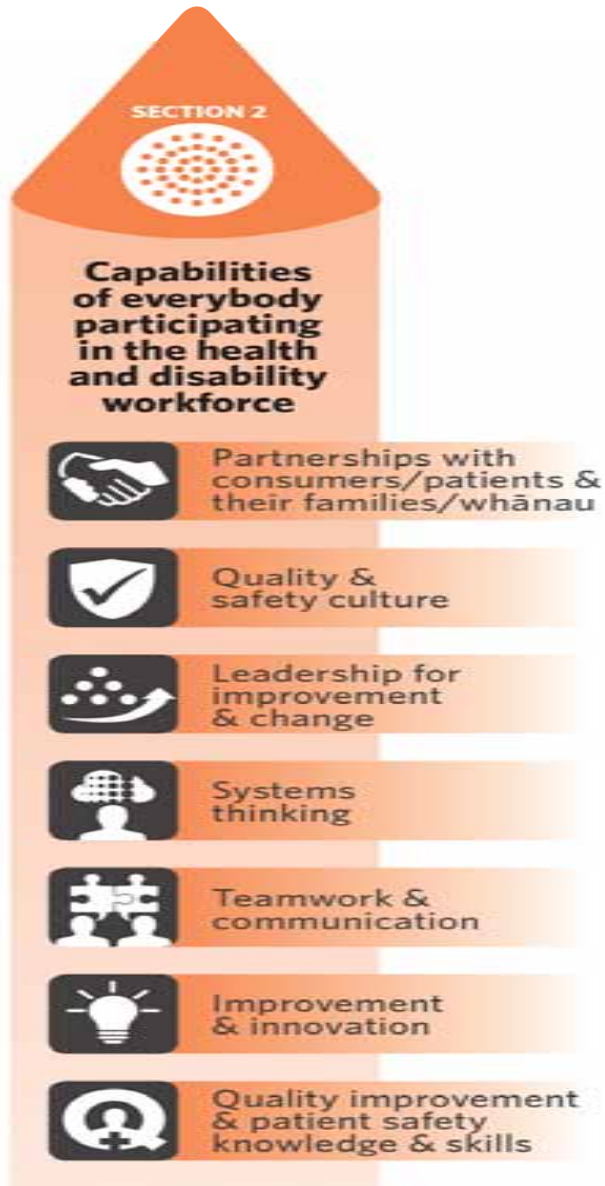 SECTION 2
Capabilities
of everybody
participating
in the health
and disability
workforce
Partnerships with
consumers/patients &
their families/whānau
Quality &
safety culture
Leadership for
improvement
& change
Systems
thinking
Teamwork &
communication
Improvement
& innovation
Quality improvement
& patient safety
knowledge & skills